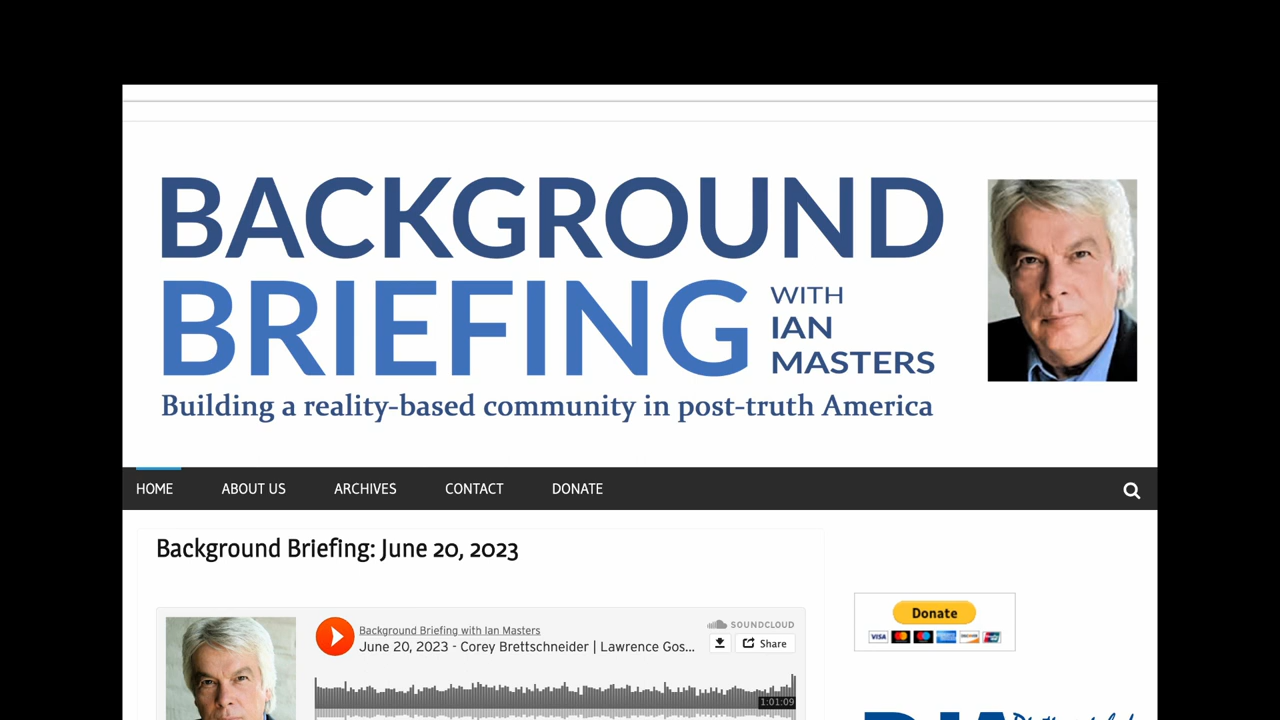 BACKGROUND
BRIEFING
WITH
IAN
MASTERS
Building a reality-based community in post-truth America
HOME ABOUT US ARCHIVES CONTACT DONATE
Background Briefing: June 20, 2023
Donate
VISA
DISCOVER
Background Briefing with Ian Masters
SOUNDCLOUD
June 20, 2023 - Corey Brettschneider | Lawrence Gos...
Share
1:01:09